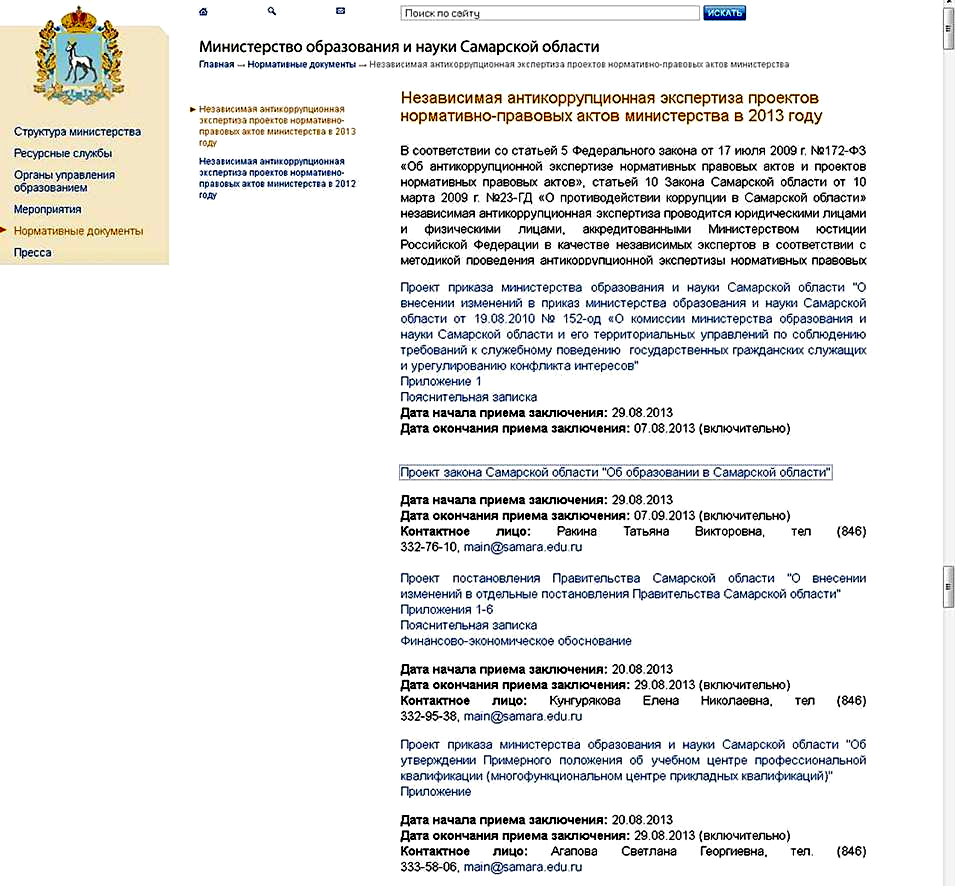 Поиск по сайту
ИСКАТЬ
Министерство образования и науки Самарской области
Главная → Нормативные документы → Независимая антикоррупционная экспертиза проектов нормативно-правовых актов министерства
Структура министерства
Ресурсные службы
Органы управления
образованием
Мероприятия
Нормативные документы
Пресса
Независимая антикоррупционная
экспертиза проектов нормативно-
правовых актов министерства в 2013
году
Независимая антикоррупционная
экспертиза проектов нормативно-
правовых актов министерства в 2012
году
Независимая антикоррупционная экспертиза проектов
нормативно-правовых актов министерства в 2013 году
В соответствии со статьей 5 Федерального закона от 17 июля 2009 г. №172-ФЗ
«Об антикоррупционной экспертизе нормативных правовых актов и проектов
нормативных правовых актов», статьей 10 Закона Самарской области от 10
марта 2009 г. №23-ГД «О противодействии коррупции в Самарской области»
независимая антикоррупционная экспертиза проводится юридическими лицами
и физическими лицами, аккредитованными Министерством юстиции
Российской Федерации в качестве независимых экспертов в соответствии с
методикой проведения антикоррупционной экспертизы нормативных правовых
Проект приказа министерства образования и науки Самарской области "О
внесении изменений в приказ министерства образования и науки Самарской
области от 19.08.2010 № 152-од «О комиссии министерства образования и
науки Самарской области и его территориальных управлений по соблюдению
требований к служебному поведению государственных гражданских служащих
и урегулированию конфликта интересов"
Приложение 1
Пояснительная записка
Дата начала приема заключения: 29.08.2013
Дата окончания приема заключения: 07.08.2013 (включительно)
Проект закона Самарской области "Об образовании в Самарской области"
Дата начала приема заключения: 29.08.2013
Дата окончания приема заключения: 07.09.2013 (включительно)
Контактное лицо: Ракина Татьяна Викторовна, тел (846)
332-76-10, main@samara.edu.ru
Проект постановления Правительства Самарской области "О внесении
изменений в отдельные постановления Правительства Самарской области"
Приложения 1-6
Пояснительная записка
Финансово-экономическое обоснование
Дата начала приема заключения: 20.08.2013
Дата окончания приема заключения: 29.08.2013 (включительно)
Контактное лицо: Кунгурякова Елена Николаевна, тел (846)
332-95-38, main@samara.edu.ru
Проект приказа министерства образования и науки Самарской области "Об
утверждении Примерного положения об учебном центре профессиональной
квалификации (многофункциональном центре прикладных квалификаций)"
Приложение
Дата начала приема заключения: 20.08.2013
Дата окончания приема заключения: 29.08.2013 (включительно)
Контактное лицо: Агапова Светлана Георгиевна, тел. (846)
333-58-06, main@samara.edu.ru